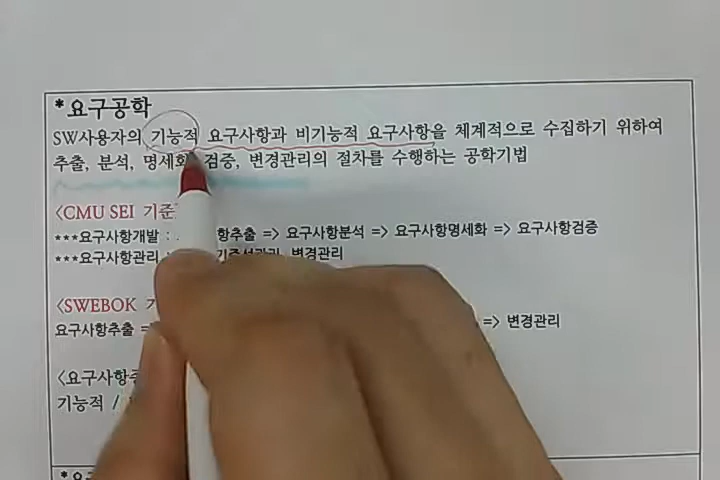 *요구공학
SW사용자의 기능적 요구사항과 비기능적 요구사항을 체계적으로 수집하기 위하여
추출, 분석, 명세화 검증, 변경관리의 절차를 수행하는 공학기법
<CMU SEI 기준
***요구사항개발 : 항추출 => 요구사항분석 => 요구사항명세화 => 요구사항검증
***요구사항관리 변경관리
<SWEBOK
요구사항추출 = => 변경관리
<요구사항
기능적 /